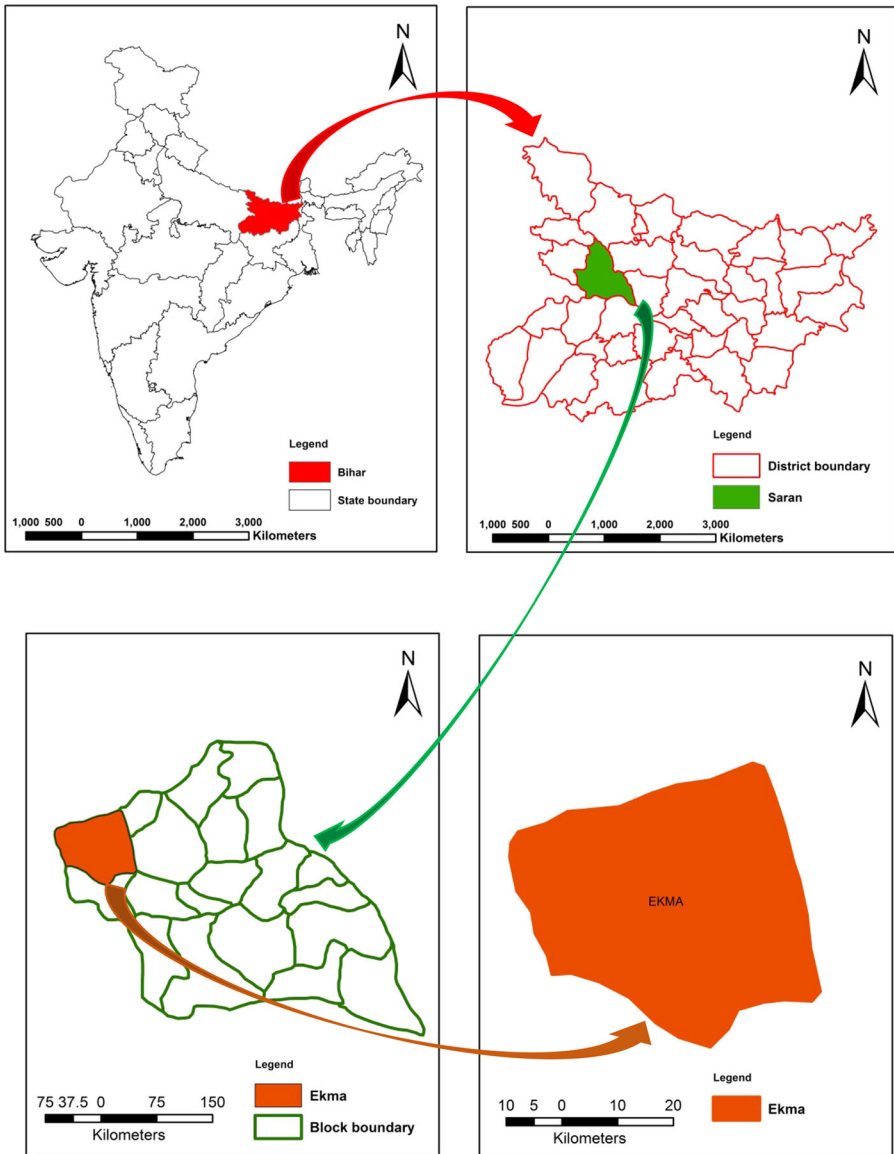 N
Legend
Bihar
State boundary
1,000 500 0 1,000 2,000 3,000
Kilometers
N
Legend
District boundary
Saran
1,000 500 0 1,000 2,000 3,000
Kilometers
N
Legend
Ekma
Block boundary
75 37.5 0 75 150
Kilometers
N
EKMA
Legend
Ekma
10 5 0 10 20
Kilometers